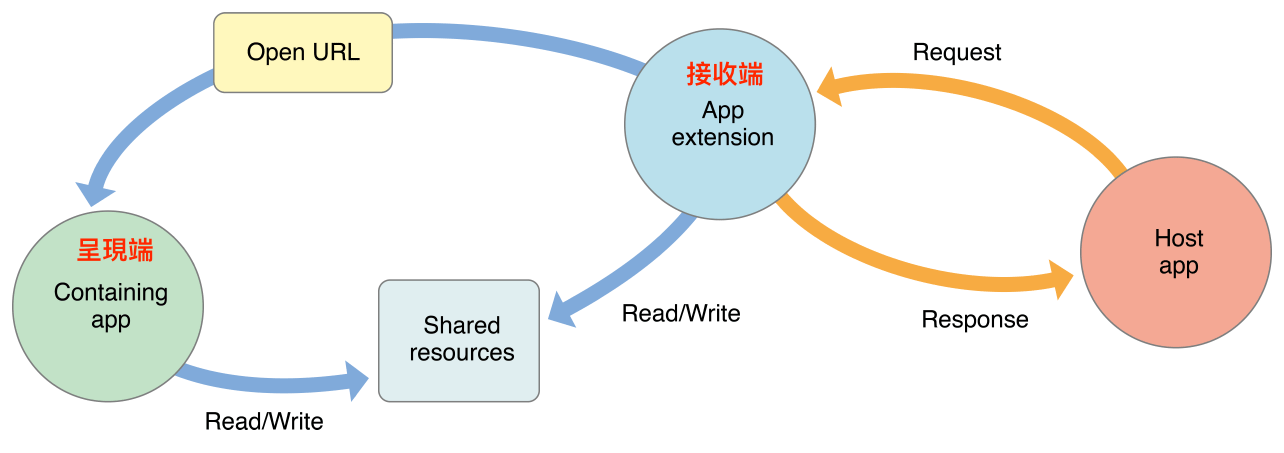 Open URL
接收端
App
extension
Request
呈現端
Containing
app
Shared
resources
Read/Write
Host
app
Response
Read/Write